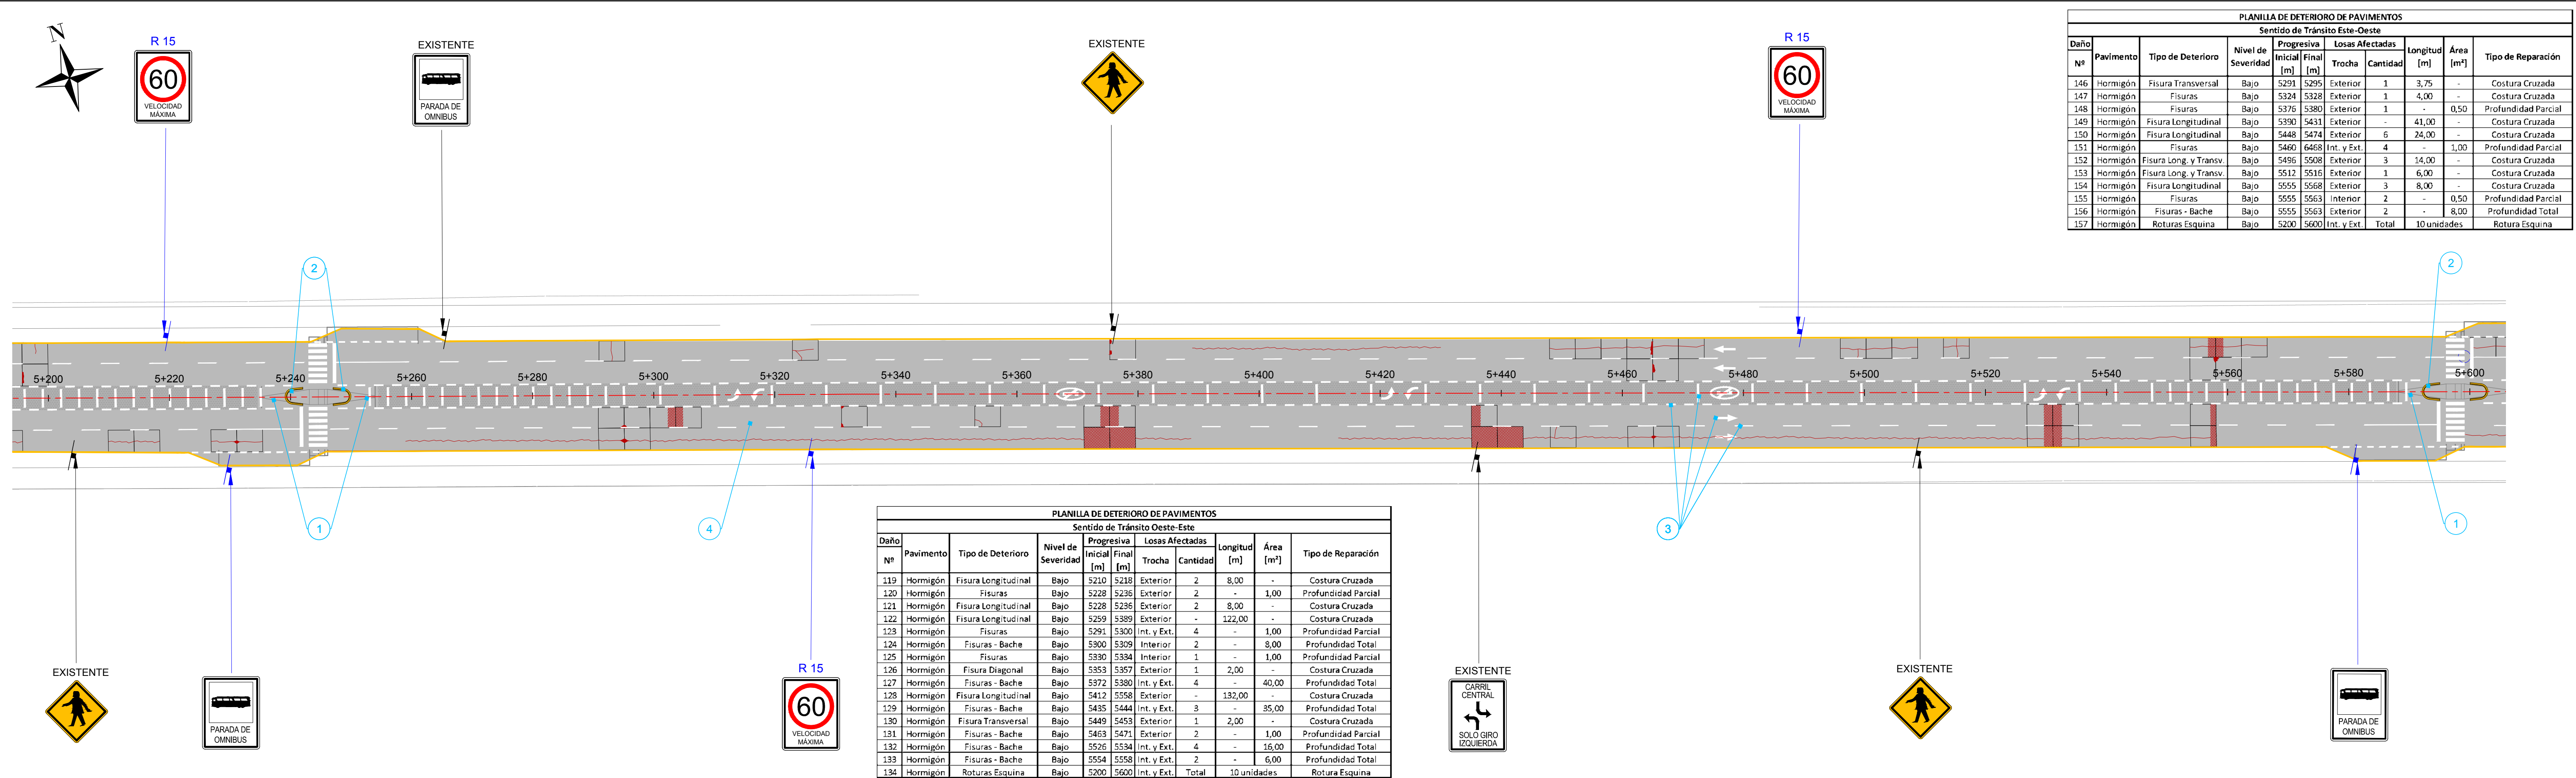 N
R 15
60
VELOCIDAD
MÁXIMA
EXISTENTE
PARADA DE
OMNIBUS
EXISTENTE
R 15
60
VELOCIDAD
MÁXIMA
PLANILLA DE DETERIORO DE PAVIMENTOS
Sentido de Tránsito Este-Oeste
Daño Nº Pavimento Tipo de Deterioro Nivel de Severidad Progresiva Inicial [m] Final [m] Losas Afectadas Trocha Cantidad Longitud [m] Área [m²] Tipo de Reparación
146 Hormigón Fisura Transversal Bajo 5291 5295 Exterior 1 3,75 - Costura Cruzada
147 Hormigón Fisuras Bajo 5324 5328 Exterior 1 4,00 - Costura Cruzada
148 Hormigón Fisuras Bajo 5376 5380 Exterior 1 - 0,50 Profundidad Parcial
149 Hormigón Fisura Longitudinal Bajo 5390 5431 Exterior - 41,00 - Costura Cruzada
150 Hormigón Fisura Longitudinal Bajo 5448 5474 Exterior 6 24,00 - Costura Cruzada
151 Hormigón Fisuras Bajo 5460 6468 Int. y Ext. 4 - 1,00 Profundidad Parcial
152 Hormigón Fisura Long. y Transv. Bajo 5496 5508 Exterior 3 14,00 - Costura Cruzada
153 Hormigón Fisura Long. y Transv. Bajo 5512 5516 Exterior 1 6,00 - Costura Cruzada
154 Hormigón Fisura Longitudinal Bajo 5555 5568 Exterior 3 8,00 - Costura Cruzada
155 Hormigón Fisuras Bajo 5555 5563 Interior 2 - 0,50 Profundidad Parcial
156 Hormigón Fisuras - Bache Bajo 5555 5563 Exterior 2 - 8,00 Profundidad Total
157 Hormigón Roturas Esquina Bajo 5200 5600 Int. y Ext. Total 10 unidades Rotura Esquina
2
2
5+200 5+220 5+240 5+260 5+280 5+300 5+320 5+340 5+360 5+380 5+400 5+420 5+440 5+460 5+480 5+500 5+520 5+540 5+560 5+580 5+600
1
4
3
1
EXISTENTE
PARADA DE
OMNIBUS
R 15
60
VELOCIDAD
MÁXIMA
PLANILLA DE DETERIORO DE PAVIMENTOS
Sentido de Tránsito Oeste-Este
Daño Nº Pavimento Tipo de Deterioro Nivel de Severidad Progresiva Inicial [m] Final [m] Losas Afectadas Trocha Cantidad Longitud [m] Área [m²] Tipo de Reparación
119 Hormigón Fisura Longitudinal Bajo 5210 5218 Exterior 2 8,00 - Costura Cruzada
120 Hormigón Fisuras Bajo 5228 5236 Exterior 2 - 1,00 Profundidad Parcial
121 Hormigón Fisura Longitudinal Bajo 5228 5236 Exterior 2 8,00 - Costura Cruzada
122 Hormigón Fisura Longitudinal Bajo 5259 5389 Exterior - 122,00 - Costura Cruzada
123 Hormigón Fisuras Bajo 5291 5300 Int. y Ext. 4 - 1,00 Profundidad Parcial
124 Hormigón Fisuras - Bache Bajo 5300 5309 Interior 2 - 8,00 Profundidad Total
125 Hormigón Fisuras Bajo 5330 5334 Interior 1 - 1,00 Profundidad Parcial
126 Hormigón Fisura Diagonal Bajo 5353 5357 Exterior 1 2,00 - Costura Cruzada
127 Hormigón Fisuras - Bache Bajo 5372 5380 Int. y Ext. 4 - 40,00 Profundidad Total
128 Hormigón Fisura Longitudinal Bajo 5412 5558 Exterior - 132,00 - Costura Cruzada
129 Hormigón Fisuras - Bache Bajo 5435 5444 Int. y Ext. 3 - 35,00 Profundidad Total
130 Hormigón Fisura Transversal Bajo 5449 5453 Exterior 1 2,00 - Costura Cruzada
131 Hormigón Fisuras - Bache Bajo 5463 5471 Exterior 2 - 1,00 Profundidad Parcial
132 Hormigón Fisuras - Bache Bajo 5526 5534 Int. y Ext. 4 - 16,00 Profundidad Total
133 Hormigón Fisuras - Bache Bajo 5554 5558 Int. y Ext. 2 - 6,00 Profundidad Total
134 Hormigón Roturas Esquina Bajo 5200 5600 Int. y Ext. Total 10 unidades Rotura Esquina
EXISTENTE
CARRIL
CENTRAL
SOLO GIRO
IZQUIERDA
EXISTENTE
PARADA DE
OMNIBUS